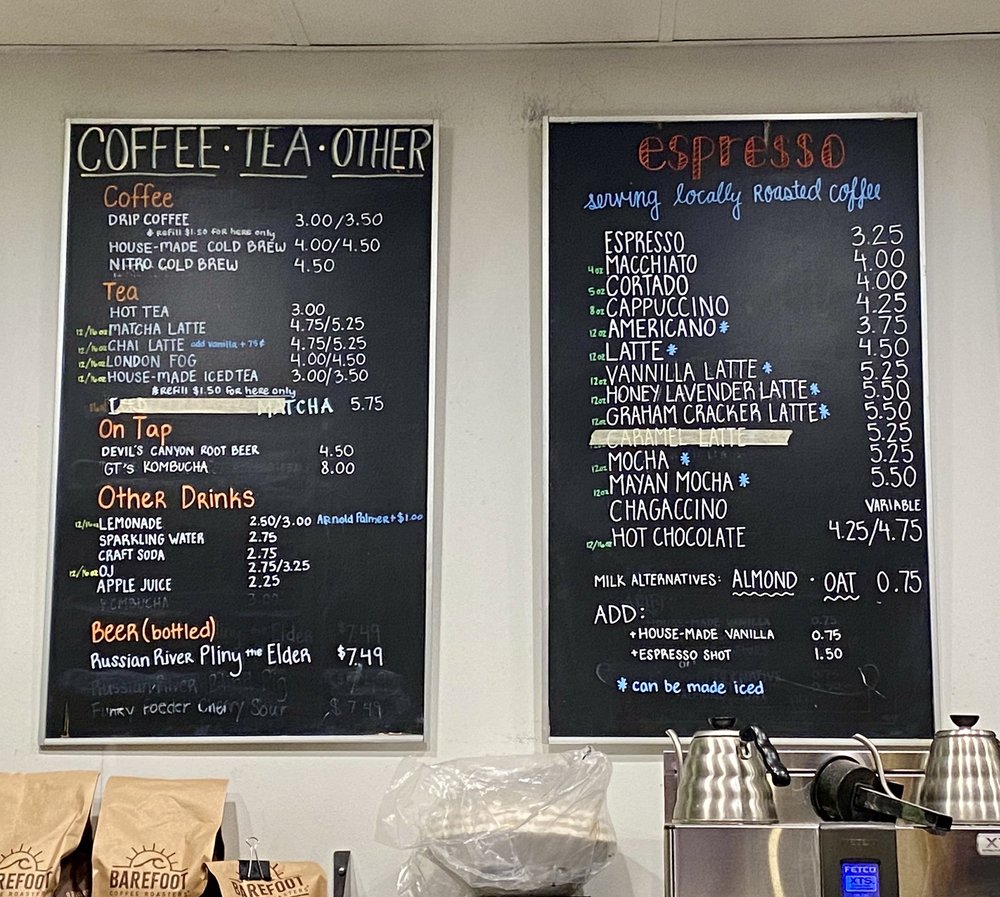 COFFEE · TEA · OTHER
Coffee
DRIP COFFEE 3.00/3.50
REFILL $1.50 FOR here only
HOUSE-MADE COLD BREW 4.00/4.50
NITRO COLD BREW 4.50
Tea
HOT TEA 3.00
12/16oz MATCHA LATTE 4.75/5.25
12/16oz CHAI LATTE add vanilla + 75¢ 4.75/5.25
12/16oz LONDON FOG 4.00/4.50
12/16oz HOUSE-MADE ICED TEA 3.00/3.50
REFILL $1.50 FOR here only
MATCHA 5.75
On Tap
DEVIL'S CANYON ROOT BEER 4.50
GT's KOMBUCHA 8.00
Other Drinks
12/16oz LEMONADE 2.50/3.00 ARnold Palmer + $1.00
SPARKLING WATER 2.75
CRAFT SODA 2.75
12/16oz OJ 2.75/3.25
APPLE JUICE 2.25
Beer (bottled)
Russian River Pliny the Elder $7.49
Russian River
Funky Feeder Cherry Sour $7.49
espresso
serving locally Roasted coffee
ESPRESSO 3.25
4oz MACCHIATO 4.00
5oz CORTADO 4.00
8oz CAPPUCCINO 4.25
12oz AMERICANO* 3.75
12oz LATTE * 4.50
12oz VANNILLA LATTE * 5.25
12oz HONEY LAVENDER LATTE* 5.50
12oz GRAHAM CRACKER LATTE* 5.50
CARAMEL LATTE 5.25
12oz MOCHA * 5.25
12oz MAYAN MOCHA * 5.50
CHAGACCINO VARIABLE
12/16oz HOT CHOCOLATE 4.25/4.75
MILK ALTERNATIVES: ALMOND · OAT 0.75
ADD:
+HOUSE-MADE VANILLA 0.75
+ESPRESSO SHOT 1.50
* can be made iced
BAREFOOT
COFFEE ROASTERS
BAREFOOT
FETCO
XTS